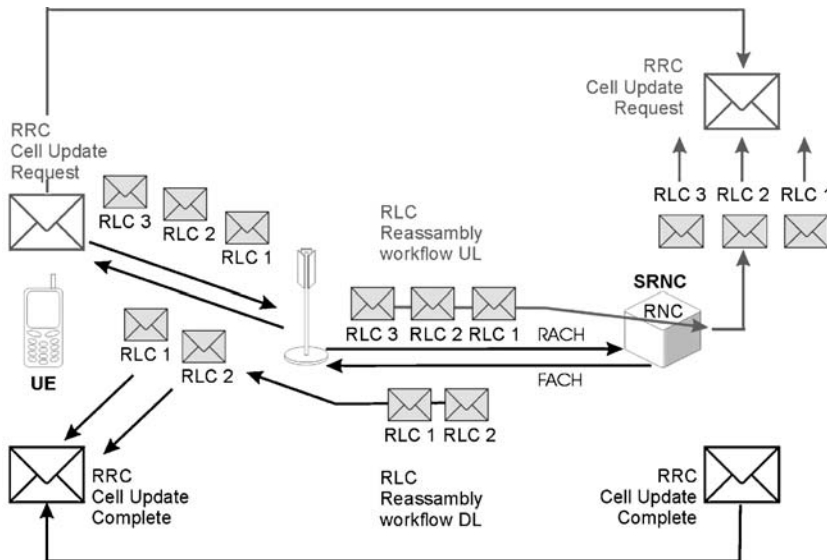 RRC
Cell Update
Request
RRC
Cell Update
Request
RLC 3
RLC 2
RLC 1
RLC 3
RLC 2
RLC 1
RLC
Reassambly
workflow UL
SRNC
RNC
RLC 3
RLC 2
RLC 1
RACH
FACH
UE
RLC 1
RLC 2
RLC 1
RLC 2
RRC
Cell Update
Complete
RLC
Reassambly
workflow DL
RRC
Cell Update
Complete